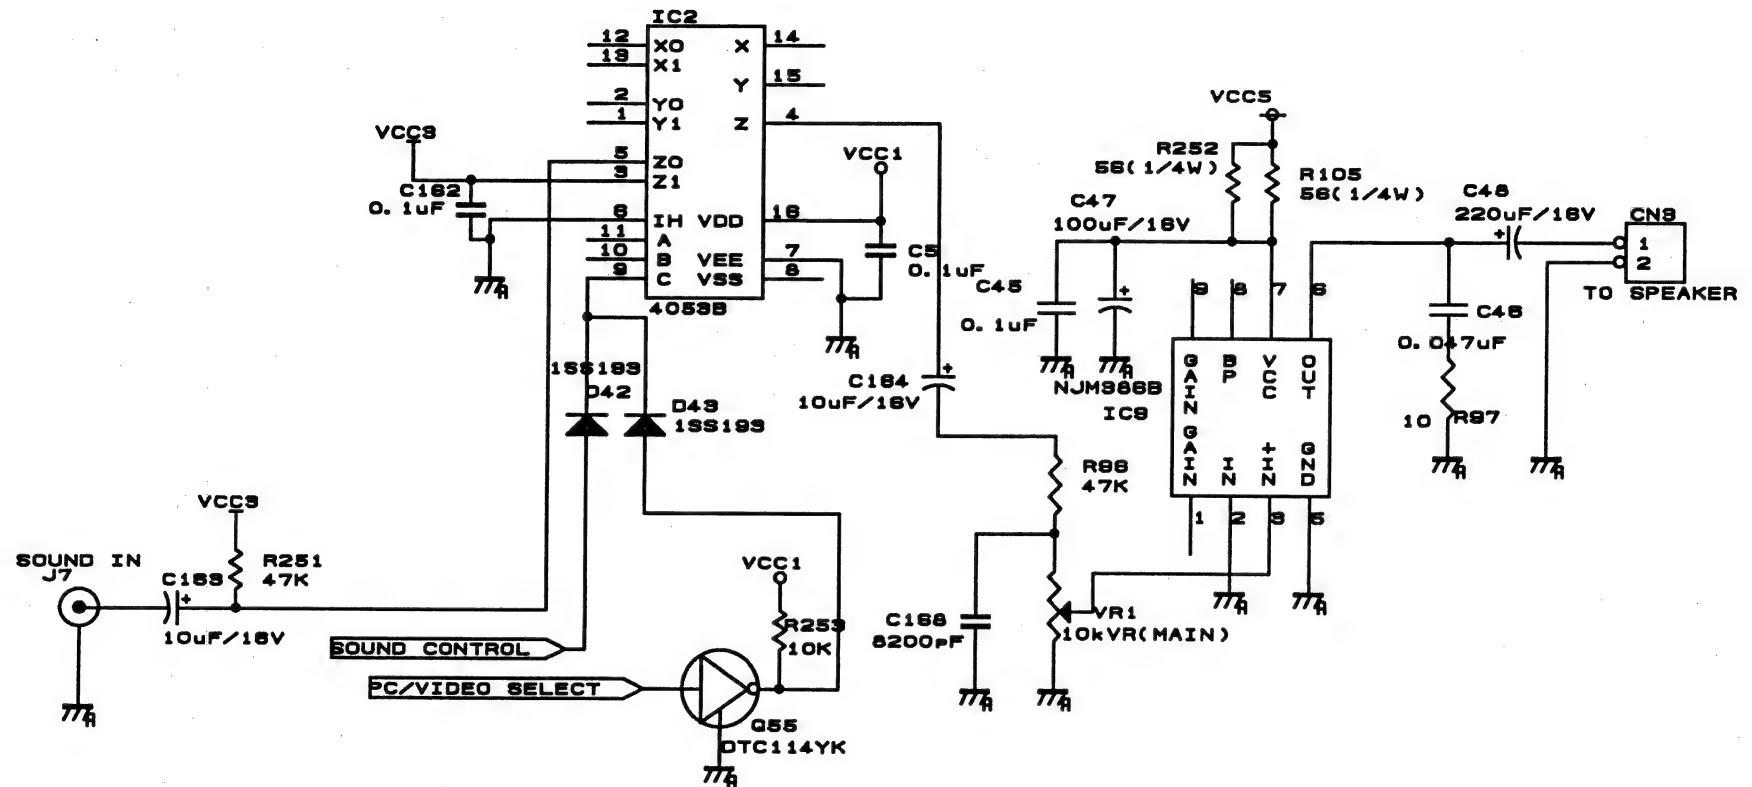 IC2
12 X0 X 14
13 X1
Y 15
2 Y0
1 Y1 Z 4
VCC3
5 Z0
3 Z1
C162
0.1uF
6 IH VDD 16
11 A
10 B VEE 7
9 C VSS 8
4053B
VCC1
C5
0.1uF
1SS193
D42
D43
1SS193
C164
10uF/16V
VCC5
R252
56(1/4W)
R105
56(1/4W)
C47
100uF/16V
C45
0.1uF
NJM386B
IC9
9 8 7 6
GAIN BP VCC OUT
GAIN IN +IN GND
1 2 3 5
C48
220uF/16V
CN3
1
2
TO SPEAKER
C46
0.047uF
10 R97
R98
47K
C168
8200pF
VR1
10kVR(MAIN)
VCC3
R251
47K
SOUND IN
J7
C163
10uF/16V
SOUND CONTROL
PC/VIDEO SELECT
VCC1
R253
10K
Q55
DTC114YK
A
A
A
A
A
A
A
A
A
A
A
A